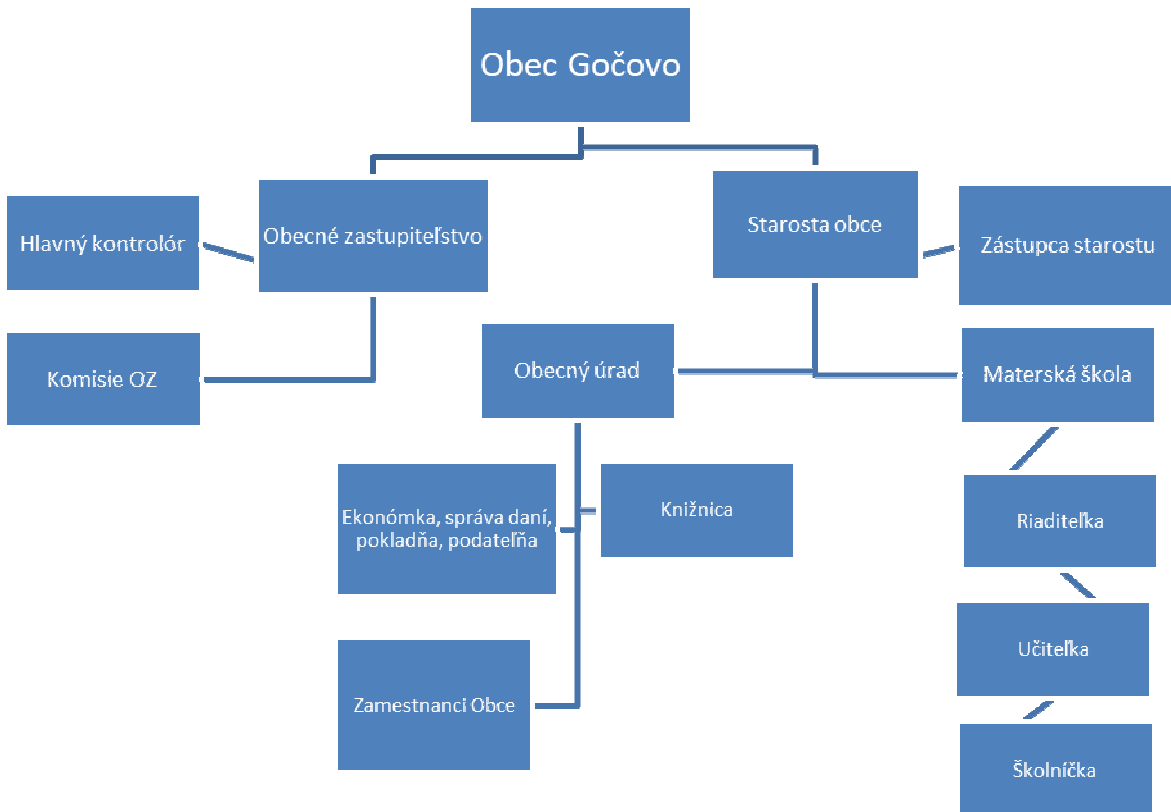 Obec Gočovo
Hlavný kontrolór
Obecné zastupiteľstvo
Starosta obce
Zástupca starostu
Komisie OZ
Obecný úrad
Materská škola
Ekonómka, správa daní,
pokladňa, podateľňa
Knižnica
Riaditeľka
Učiteľka
Zamestnanci Obce
Školníčka